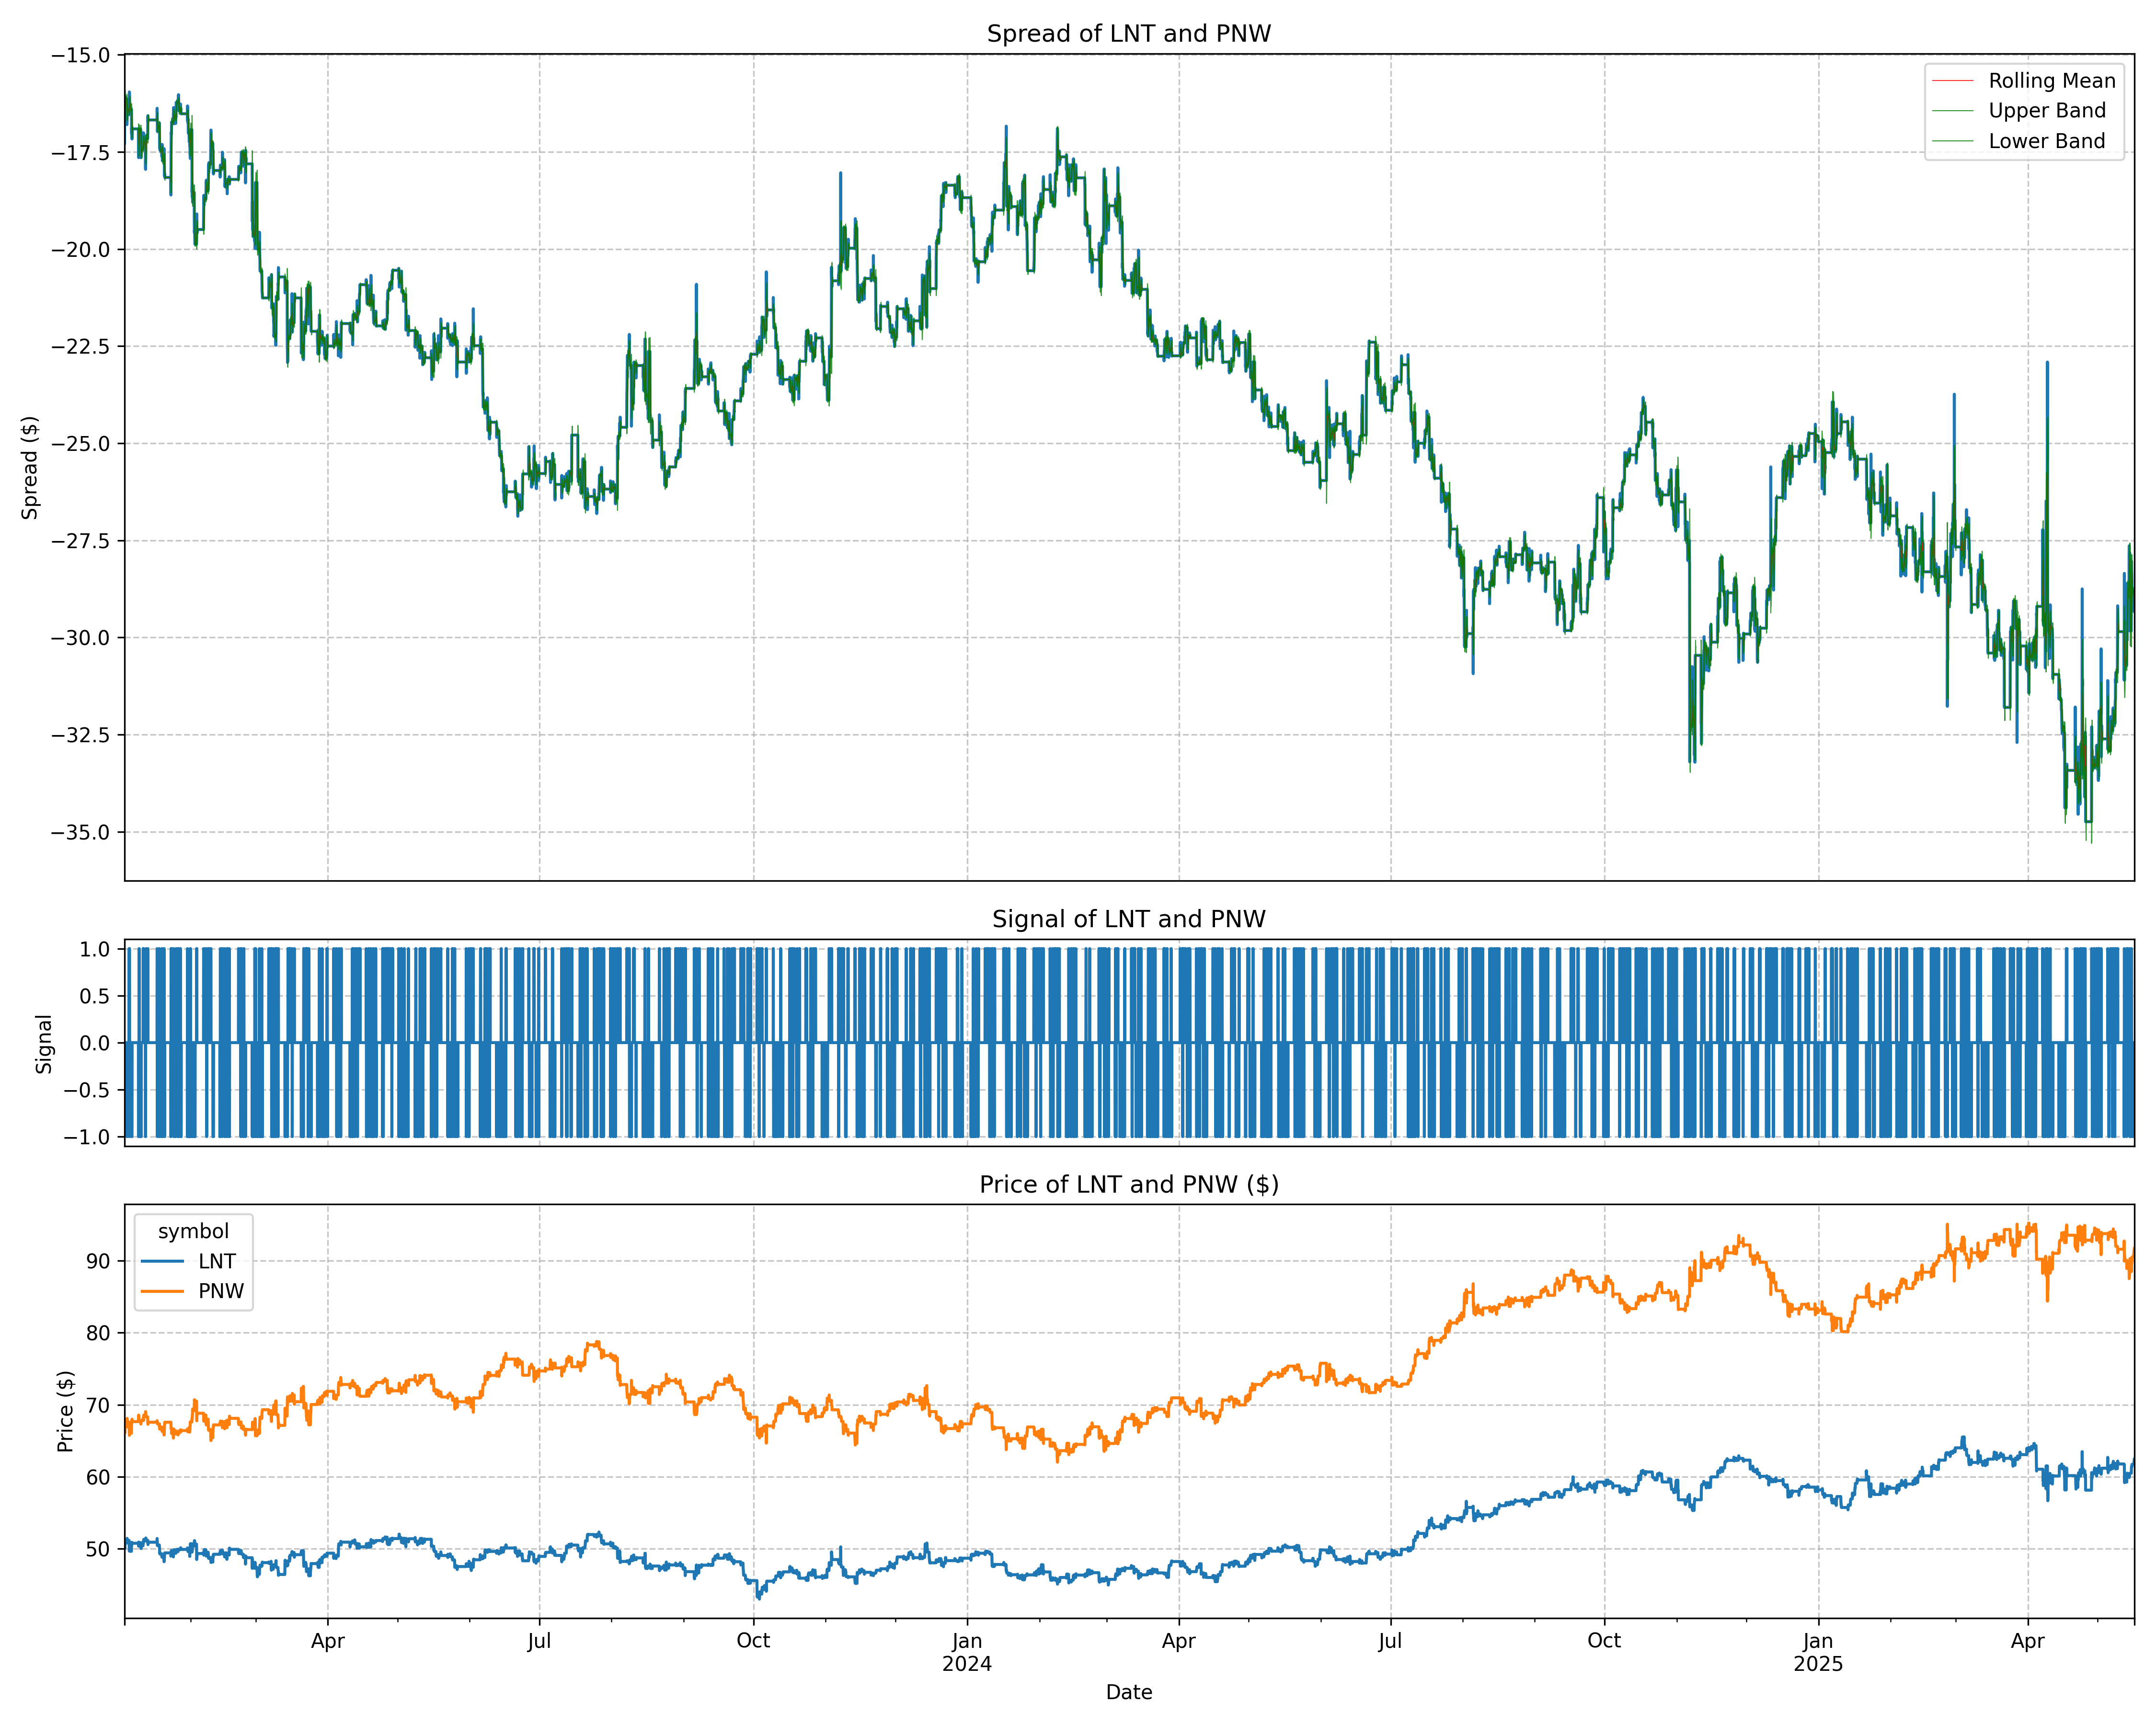 Spread of LNT and PNW
−15.0
−17.5
−20.0
−22.5
−25.0
−27.5
−30.0
−32.5
−35.0
Spread ($)
Rolling Mean
Upper Band
Lower Band
Signal of LNT and PNW
1.0
0.5
0.0
−0.5
−1.0
Signal
Price of LNT and PNW ($)
symbol
LNT
PNW
90
80
70
60
50
Price ($)
Apr
Jul
Oct
Jan
2024
Apr
Jul
Oct
Jan
2025
Apr
Date